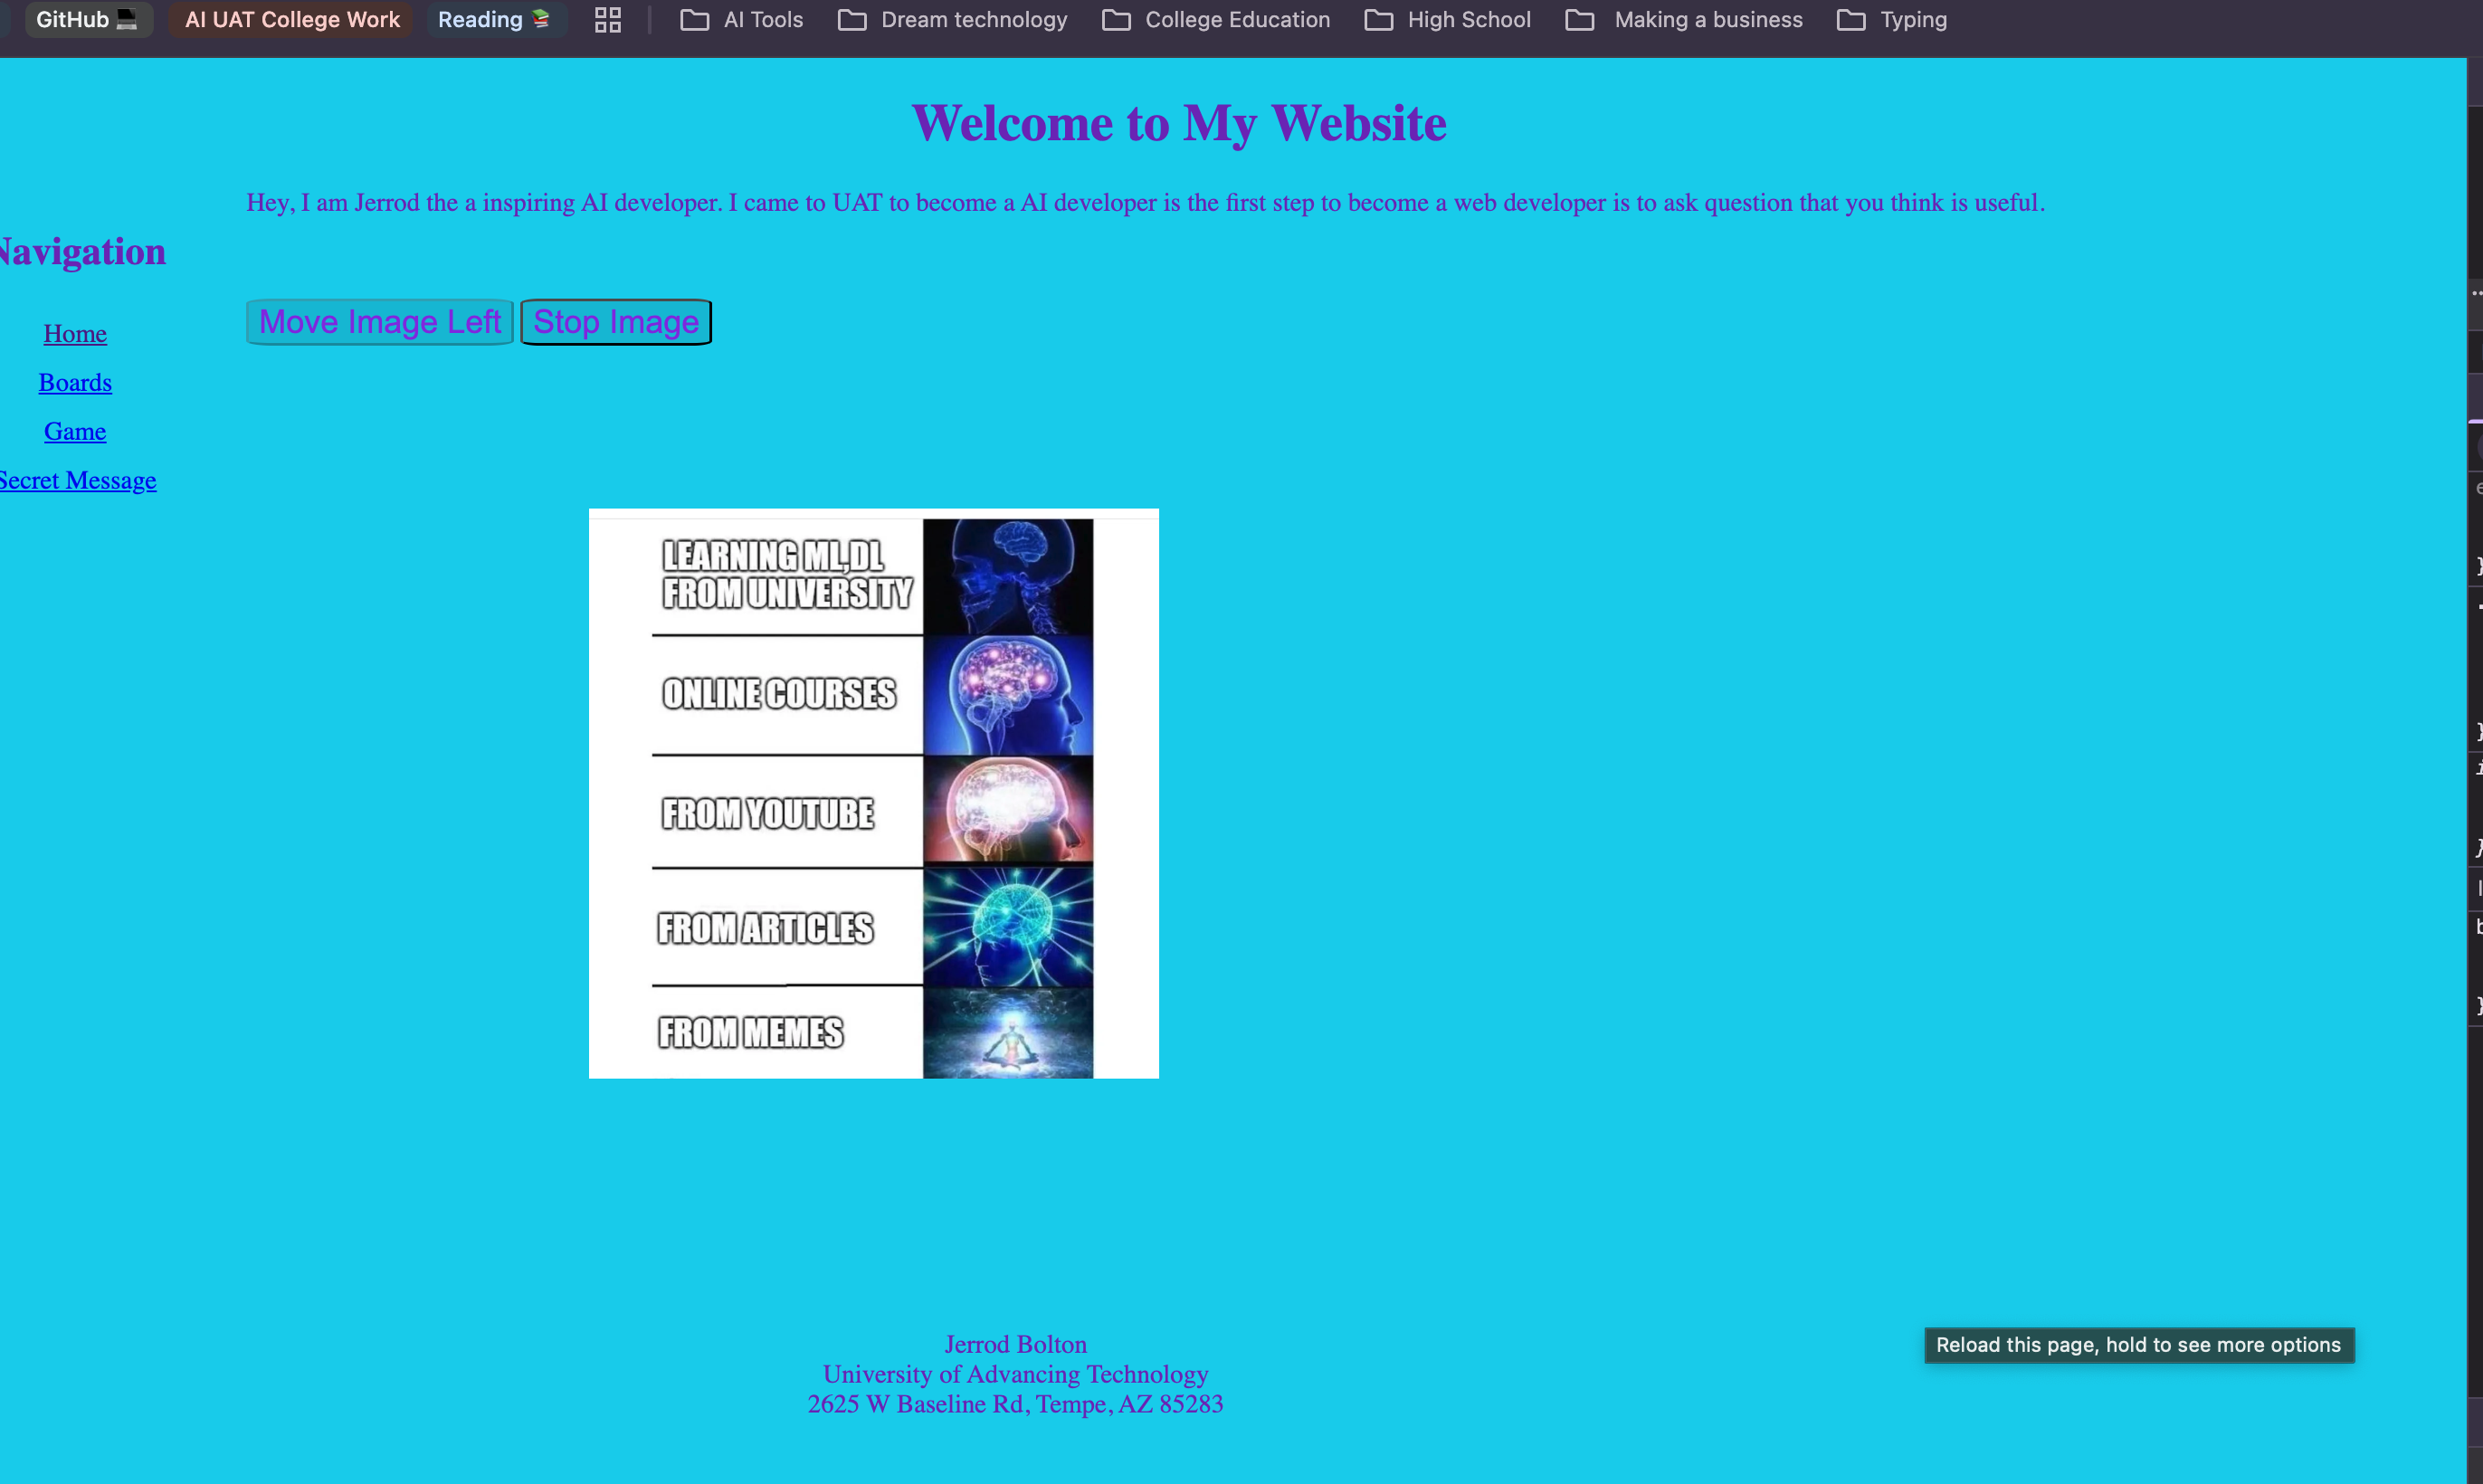 GitHub 💻 AI UAT College Work Reading 📚 AI Tools Dream technology College Education High School Making a business Typing
Welcome to My Website
Hey, I am Jerrod the a inspiring AI developer. I came to UAT to become a AI developer is the first step to become a web developer is to ask question that you think is useful.
Navigation
Home
Boards
Game
Secret Message
Move Image Left Stop Image
LEARNING ML,DL
FROM UNIVERSITY
ONLINE COURSES
FROM YOUTUBE
FROM ARTICLES
FROM MEMES
Jerrod Bolton
University of Advancing Technology
2625 W Baseline Rd, Tempe, AZ 85283
Reload this page, hold to see more options